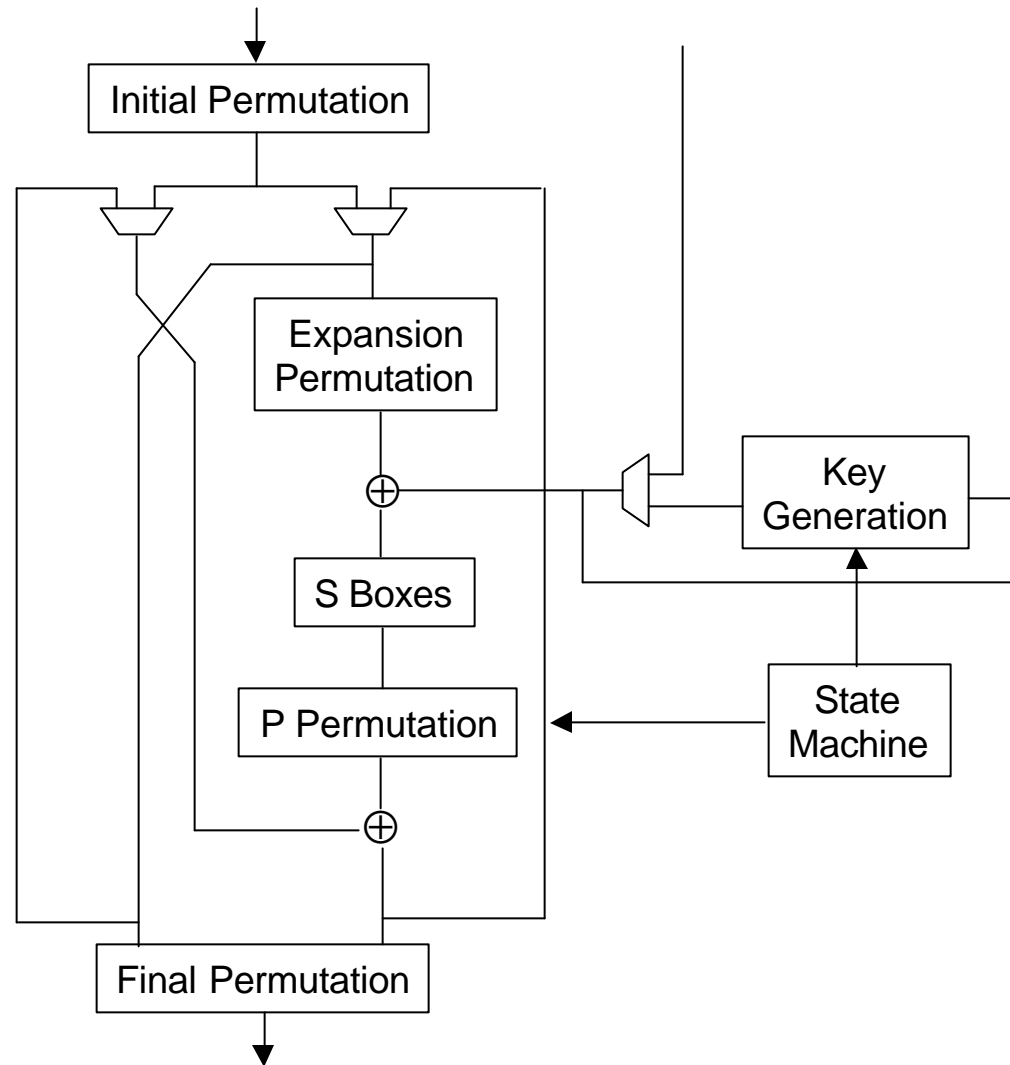 Initial Permutation
Expansion
Permutation
Key
Generation
S Boxes
State
Machine
P Permutation
Final Permutation